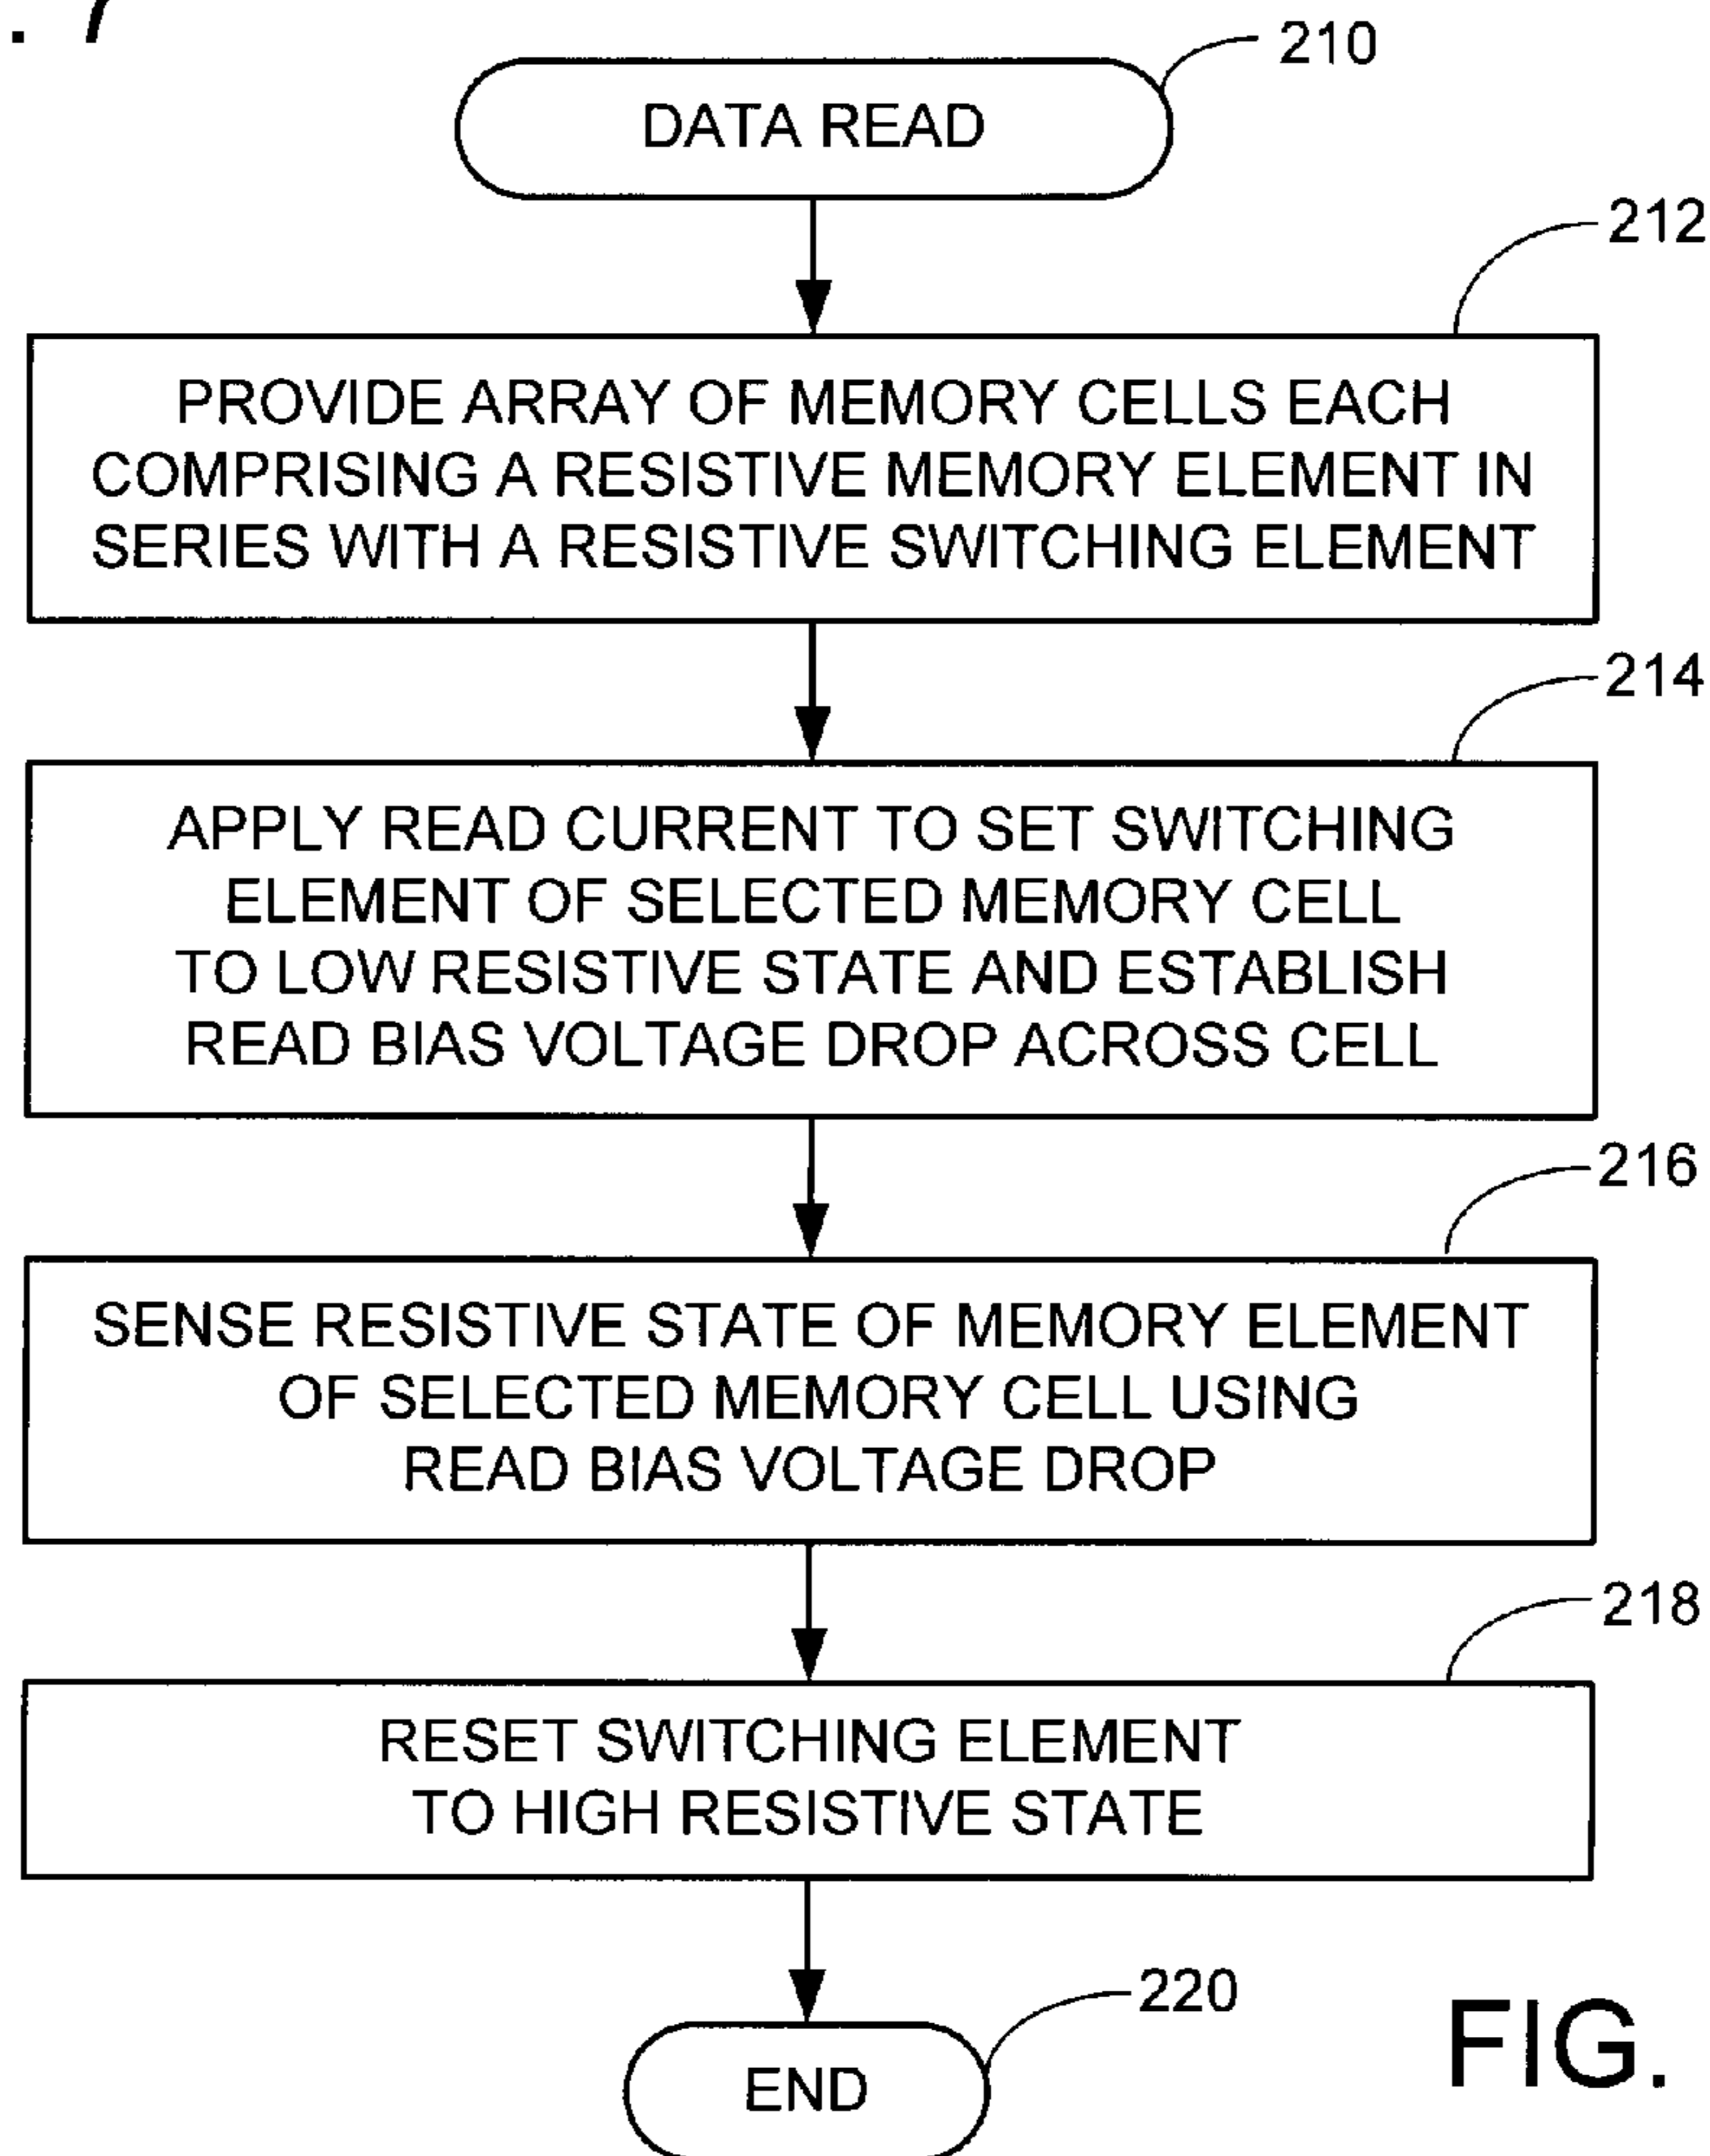 210
DATA READ
212
PROVIDE ARRAY OF MEMORY CELLS EACH
COMPRISING A RESISTIVE MEMORY ELEMENT IN
SERIES WITH A RESISTIVE SWITCHING ELEMENT
214
APPLY READ CURRENT TO SET SWITCHING
ELEMENT OF SELECTED MEMORY CELL
TO LOW RESISTIVE STATE AND ESTABLISH
READ BIAS VOLTAGE DROP ACROSS CELL
216
SENSE RESISTIVE STATE OF MEMORY ELEMENT
OF SELECTED MEMORY CELL USING
READ BIAS VOLTAGE DROP
218
RESET SWITCHING ELEMENT
TO HIGH RESISTIVE STATE
220
END
FIG.